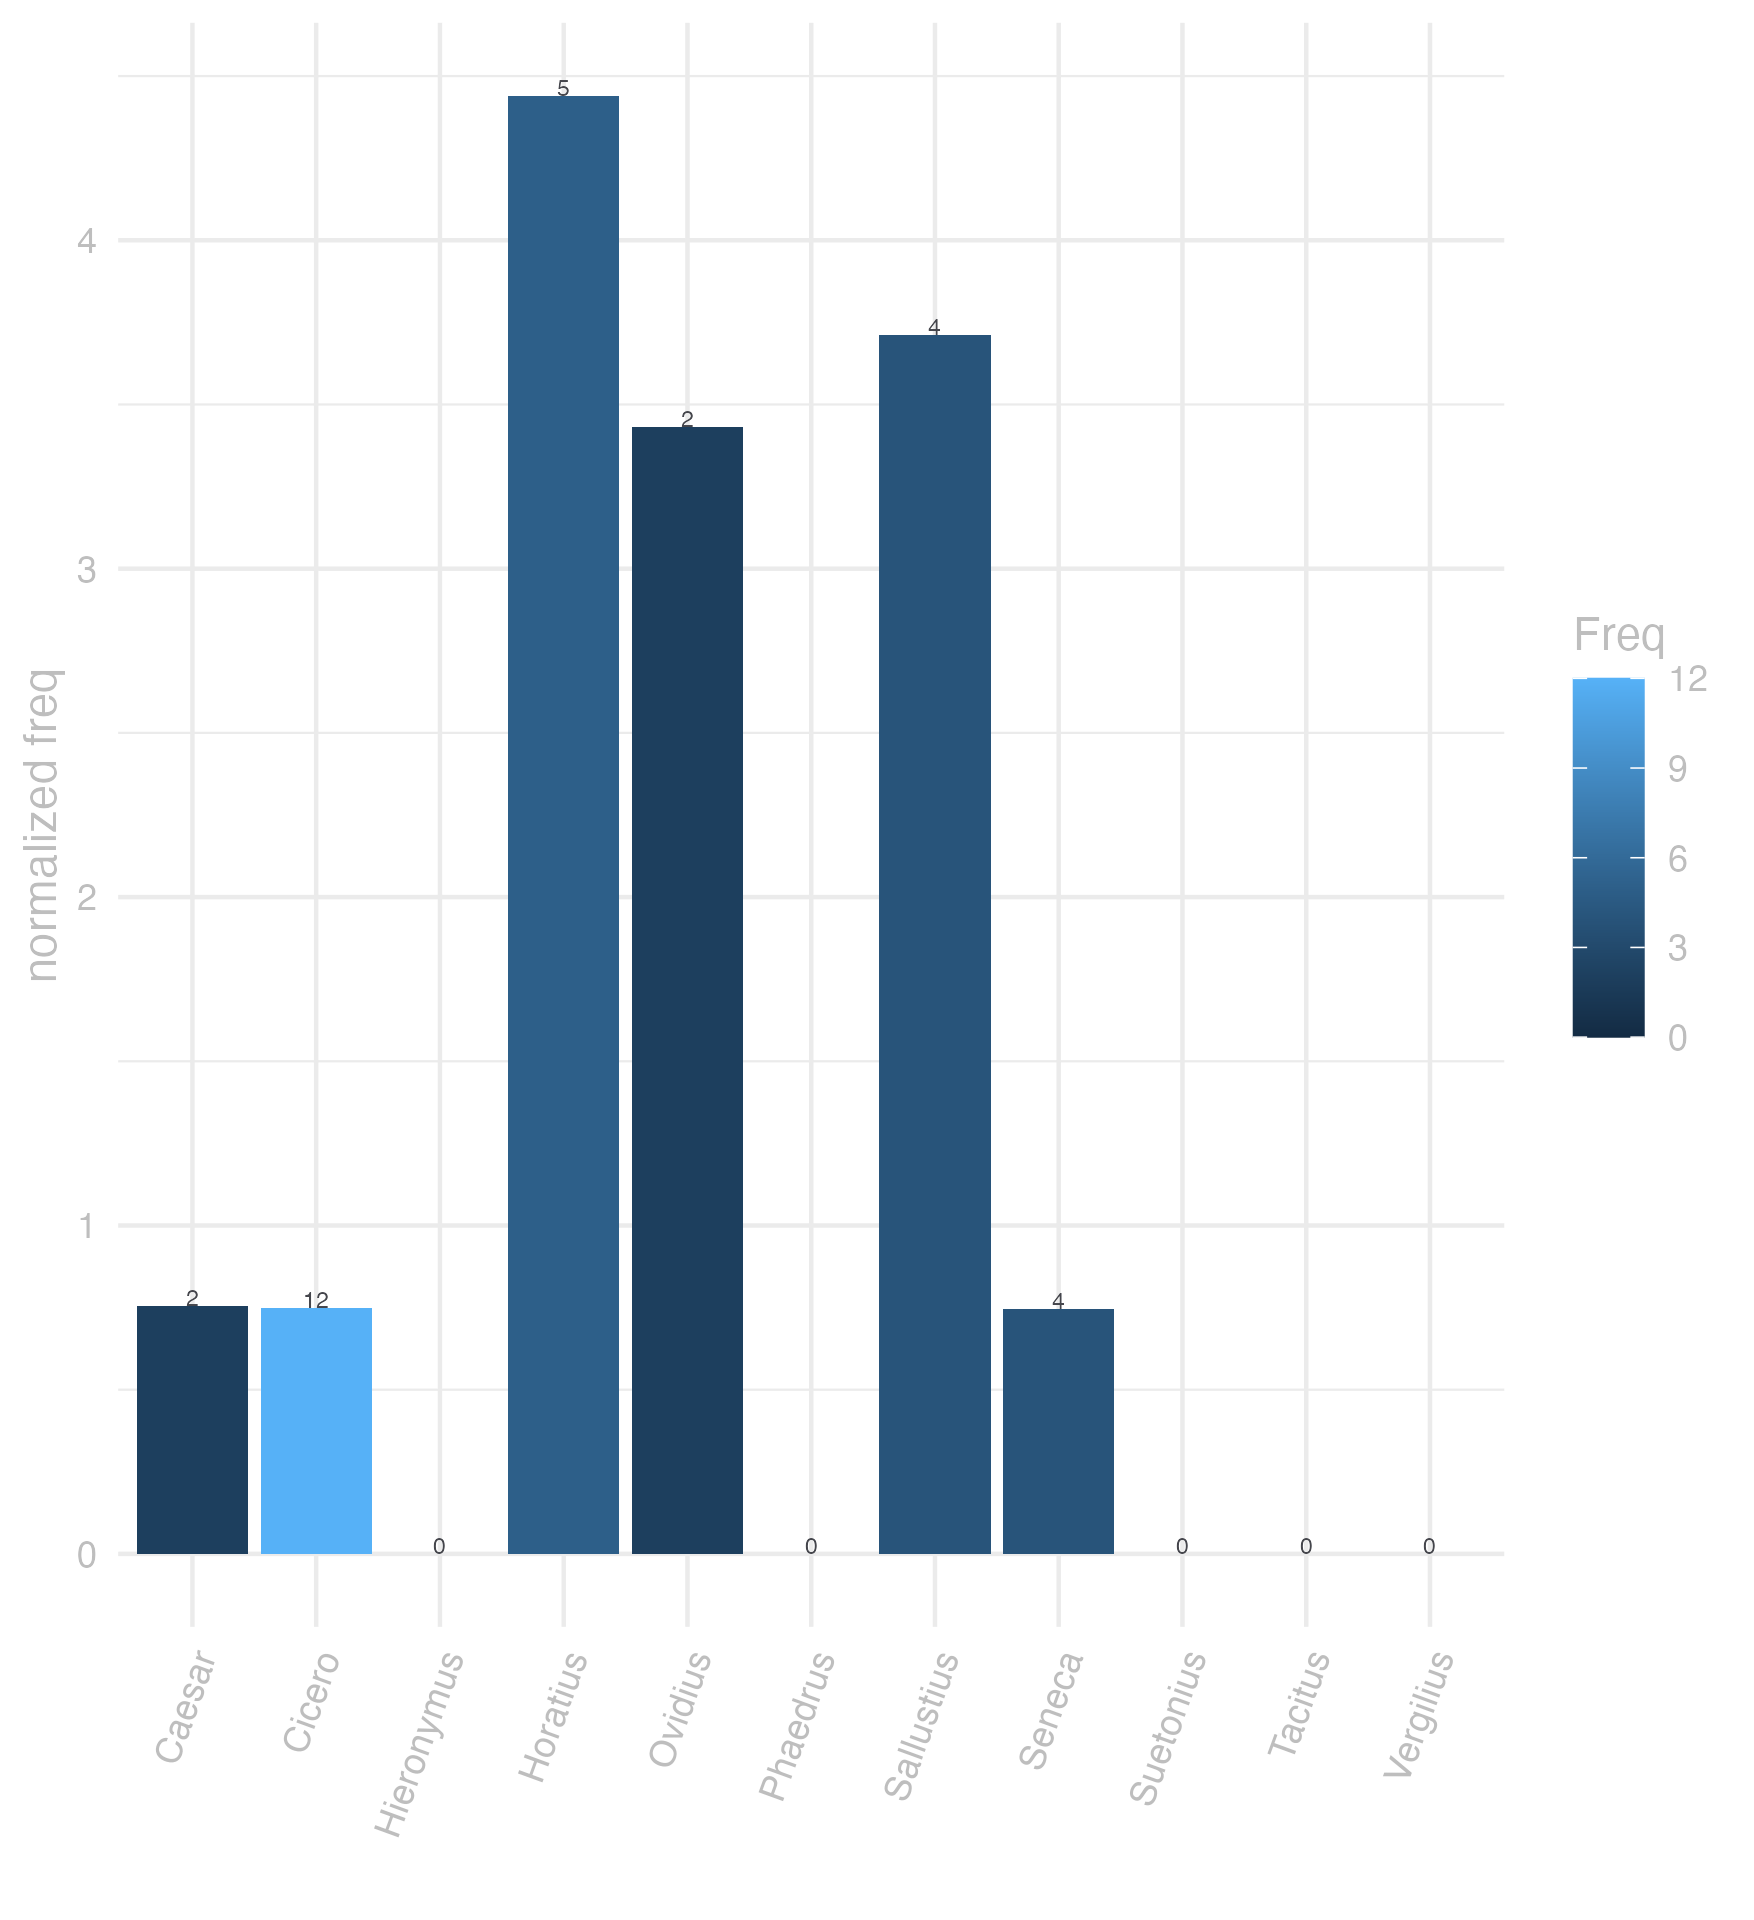 5
4
4
2
3
normalized freq
2
1
2
12
4
0
0
0
0
0
0
Caesar
Cicero
Hieronymus
Horatius
Ovidius
Phaedrus
Sallustius
Seneca
Suetonius
Tacitus
Vergilius
Freq
12
9
6
3
0